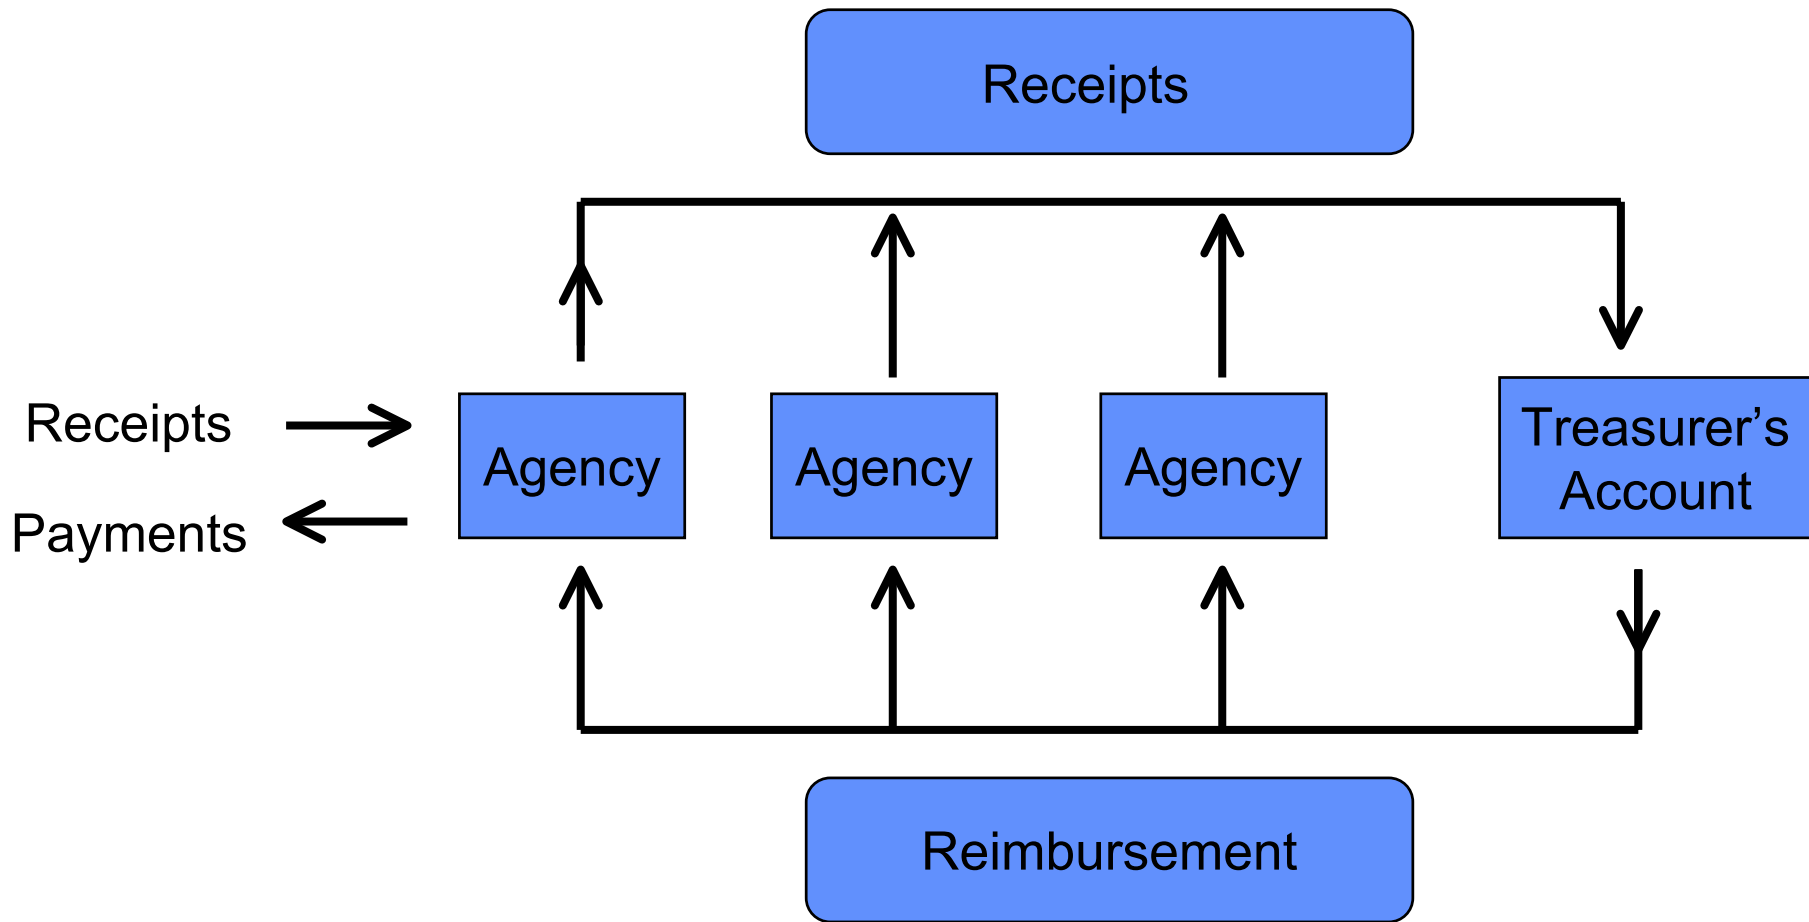 Receipts
Receipts
Payments
Agency
Agency
Agency
Treasurer’s
Account
Reimbursement